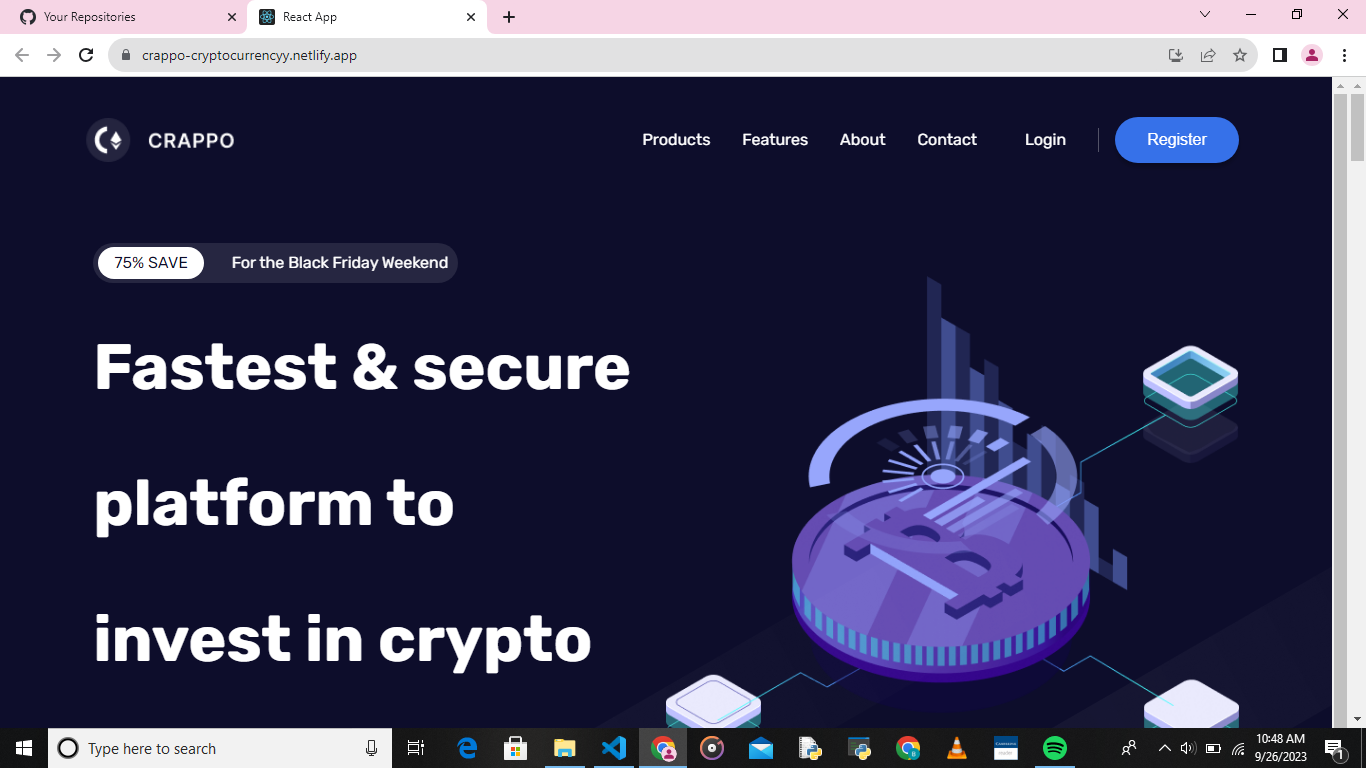 Your Repositories
React App
crappo-cryptocurrencyy.netlify.app
CRAPPO
Products Features About Contact Login Register
75% SAVE For the Black Friday Weekend
Fastest & secure
platform to
invest in crypto
Type here to search
10:48 AM
9/26/2023
1